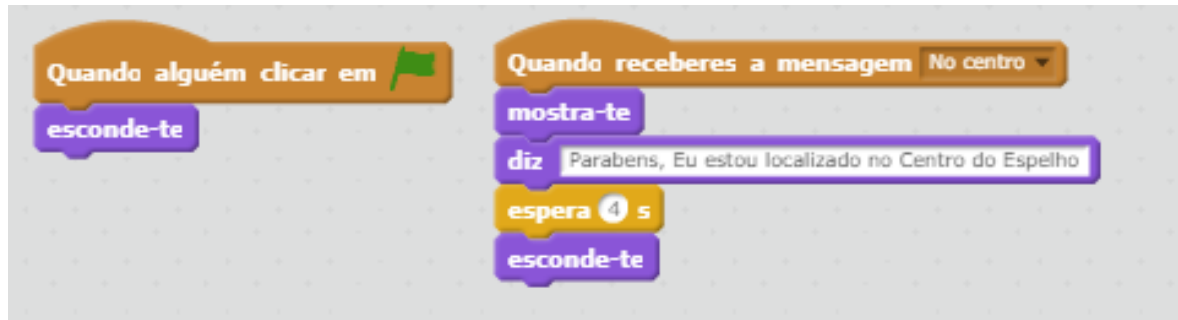 Quando alguém clicar em
esconde-te
Quando receberes a mensagem No centro
mostra-te
diz Parabens, Eu estou localizado no Centro do Espelho
espera 4 s
esconde-te